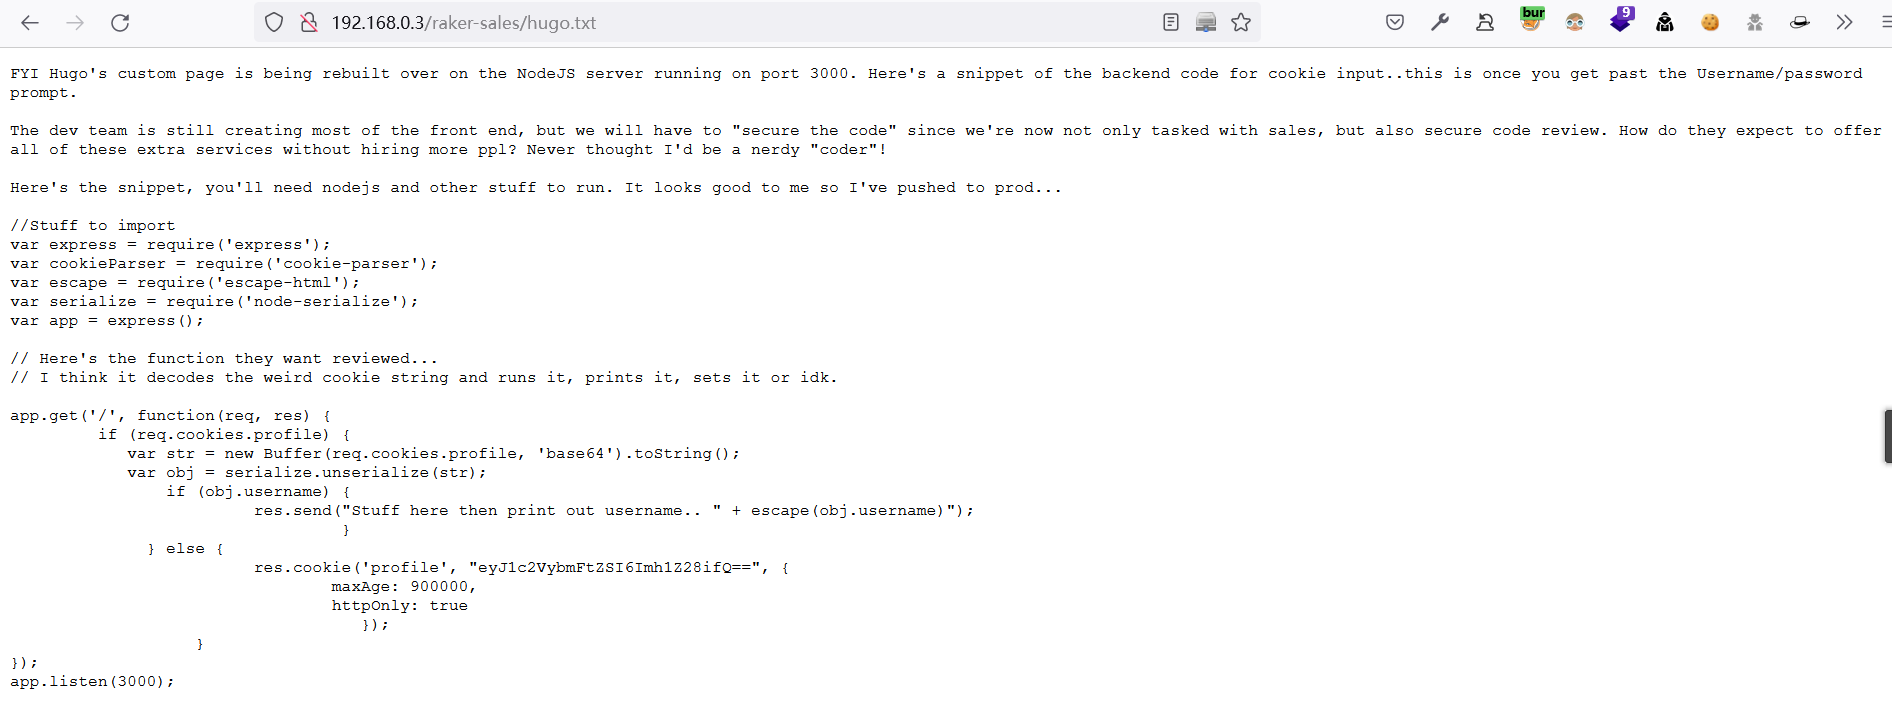 192.168.0.3/raker-sales/hugo.txt
bur
9
FYI Hugo's custom page is being rebuilt over on the NodeJS server running on port 3000. Here's a snippet of the backend code for cookie input..this is once you get past the Username/password
prompt.
The dev team is still creating most of the front end, but we will have to "secure the code" since we're now not only tasked with sales, but also secure code review. How do they expect to offer
all of these extra services without hiring more ppl? Never thought I'd be a nerdy "coder"!
Here's the snippet, you'll need nodejs and other stuff to run. It looks good to me so I've pushed to prod...
//Stuff to import
var express = require('express');
var cookieParser = require('cookie-parser');
var escape = require('escape-html');
var serialize = require('node-serialize');
var app = express();
// Here's the function they want reviewed...
// I think it decodes the weird cookie string and runs it, prints it, sets it or idk.
app.get('/', function(req, res) {
if (req.cookies.profile) {
var str = new Buffer(req.cookies.profile, 'base64').toString();
var obj = serialize.unserialize(str);
if (obj.username) {
res.send("Stuff here then print out username.. " + escape(obj.username)");
}
} else {
res.cookie('profile', "eyJ1c2VybmFtZSI6Imh1Z28ifQ==", {
maxAge: 900000,
httpOnly: true
});
}
});
app.listen(3000);